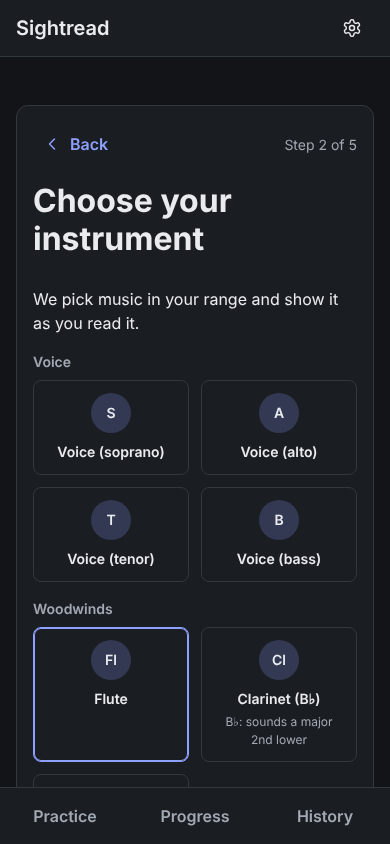 Sightread
Back
Step 2 of 5
Choose your
instrument
We pick music in your range and show it
as you read it.
Voice
S
Voice (soprano)
A
Voice (alto)
T
Voice (tenor)
B
Voice (bass)
Woodwinds
Fl
Flute
Cl
Clarinet (B♭)
B♭: sounds a major
2nd lower
Practice
Progress
History